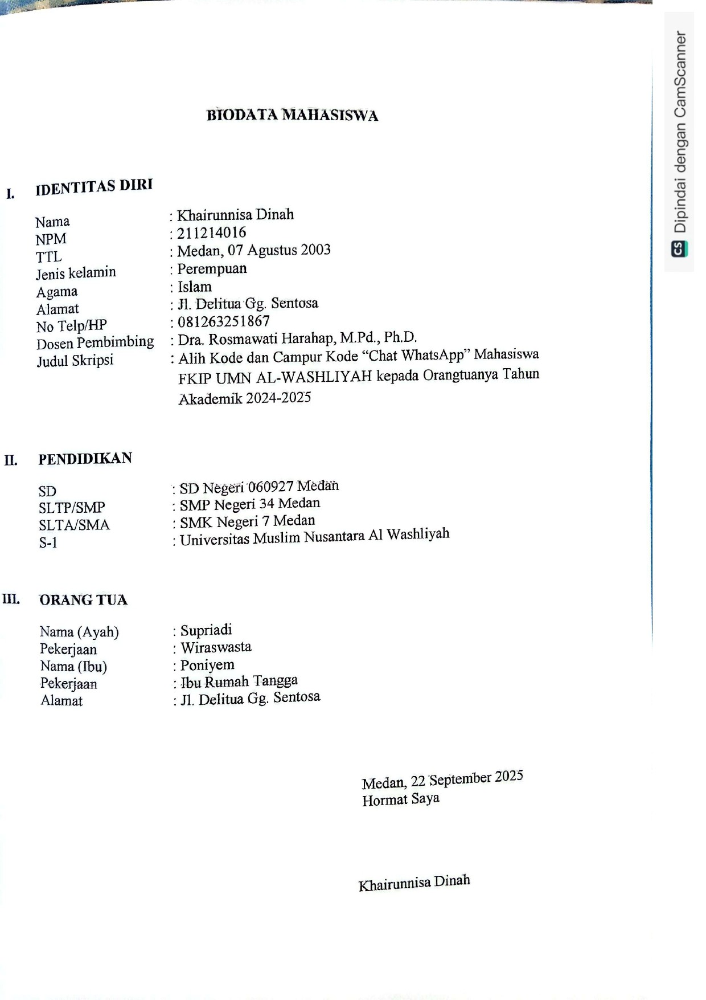 BIODATA MAHASISWA
I. IDENTITAS DIRI
Nama : Khairunnisa Dinah
NPM : 211214016
TTL : Medan, 07 Agustus 2003
Jenis kelamin : Perempuan
Agama : Islam
Alamat : Jl. Delitua Gg. Sentosa
No Telp/HP : 081263251867
Dosen Pembimbing : Dra. Rosmawati Harahap, M.Pd., Ph.D.
Judul Skripsi : Alih Kode dan Campur Kode “Chat WhatsApp” Mahasiswa
FKIP UMN AL-WASHLIYAH kepada Orangtuanya Tahun
Akademik 2024-2025
II. PENDIDIKAN
SD : SD Negeri 060927 Medan
SLTP/SMP : SMP Negeri 34 Medan
SLTA/SMA : SMK Negeri 7 Medan
S-1 : Universitas Muslim Nusantara Al Washliyah
III. ORANG TUA
Nama (Ayah) : Supriadi
Pekerjaan : Wiraswasta
Nama (Ibu) : Poniyem
Pekerjaan : Ibu Rumah Tangga
Alamat : Jl. Delitua Gg. Sentosa
Medan, 22 September 2025
Hormat Saya
Khairunnisa Dinah
CS Dipindai dengan CamScanner